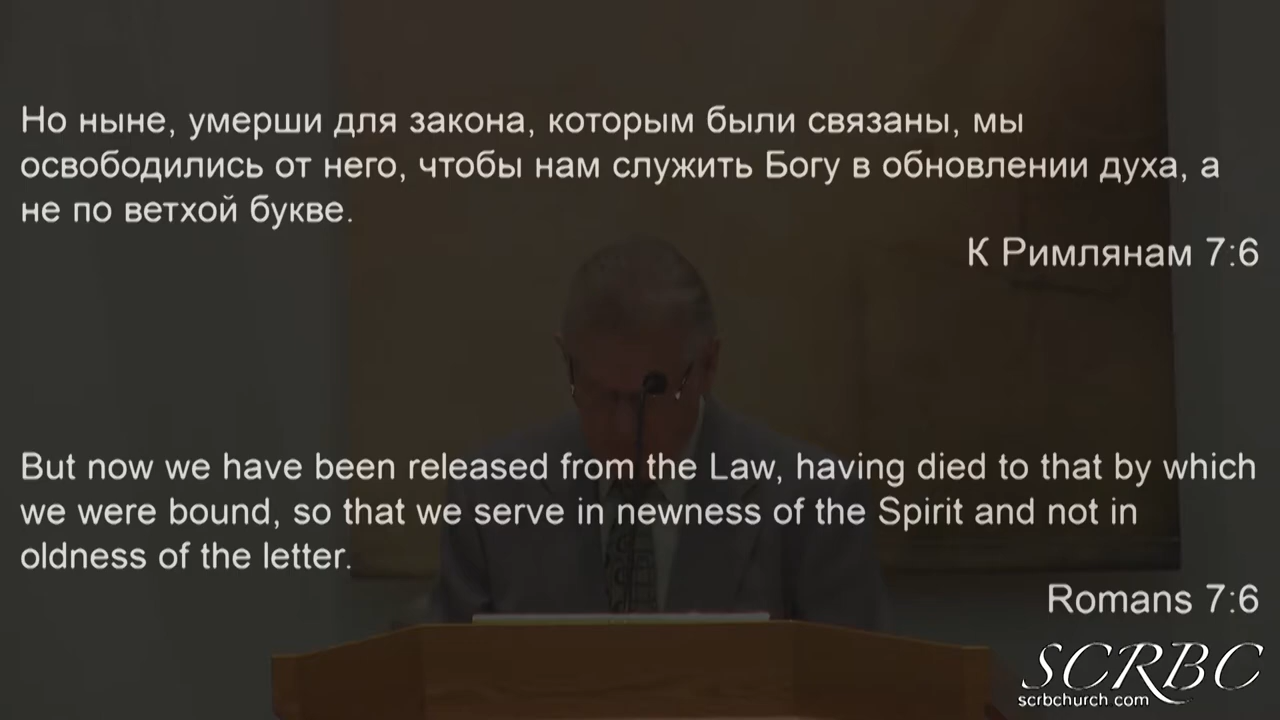 Но ныне, умерши для закона, которым были связаны, мы
освободились от него, чтобы нам служить Богу в обновлении духа, а
не по ветхой букве.
К Римлянам 7:6
But now we have been released from the Law, having died to that by which
we were bound, so that we serve in newness of the Spirit and not in
oldness of the letter.
Romans 7:6
SCRBC
scrbchurch com